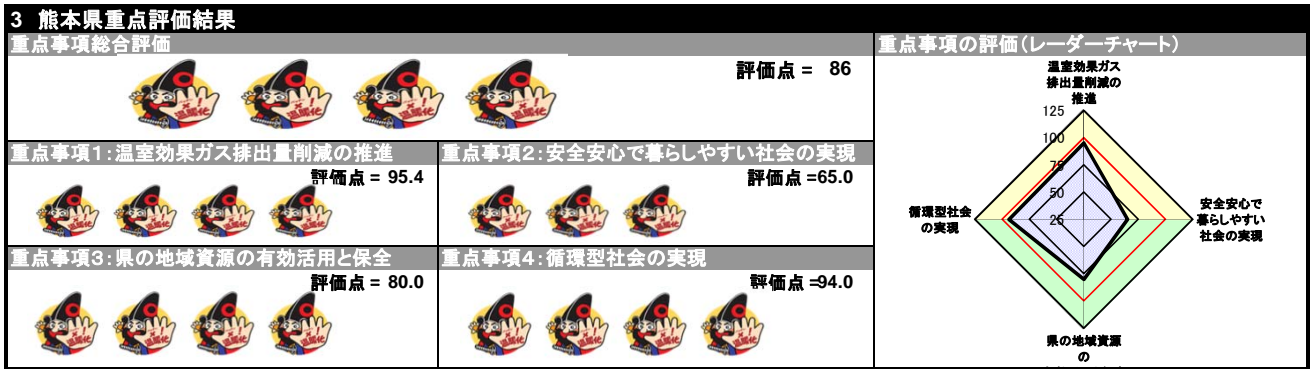 3 熊本県重点評価結果
重点事項総合評価
評価点 = 86
重点事項1:温室効果ガス排出量削減の推進
評価点 = 95.4
重点事項2:安全安心で暮らしやすい社会の実現
評価点 =65.0
重点事項3:県の地域資源の有効活用と保全
評価点 = 80.0
重点事項4:循環型社会の実現
評価点 =94.0
重点事項の評価(レーダーチャート)
温室効果ガス
排出量削減の
推進
125
100
75
50
25
循環型社会
の実現
安全安心で
暮らしやすい
社会の実現
県の地域資源
の